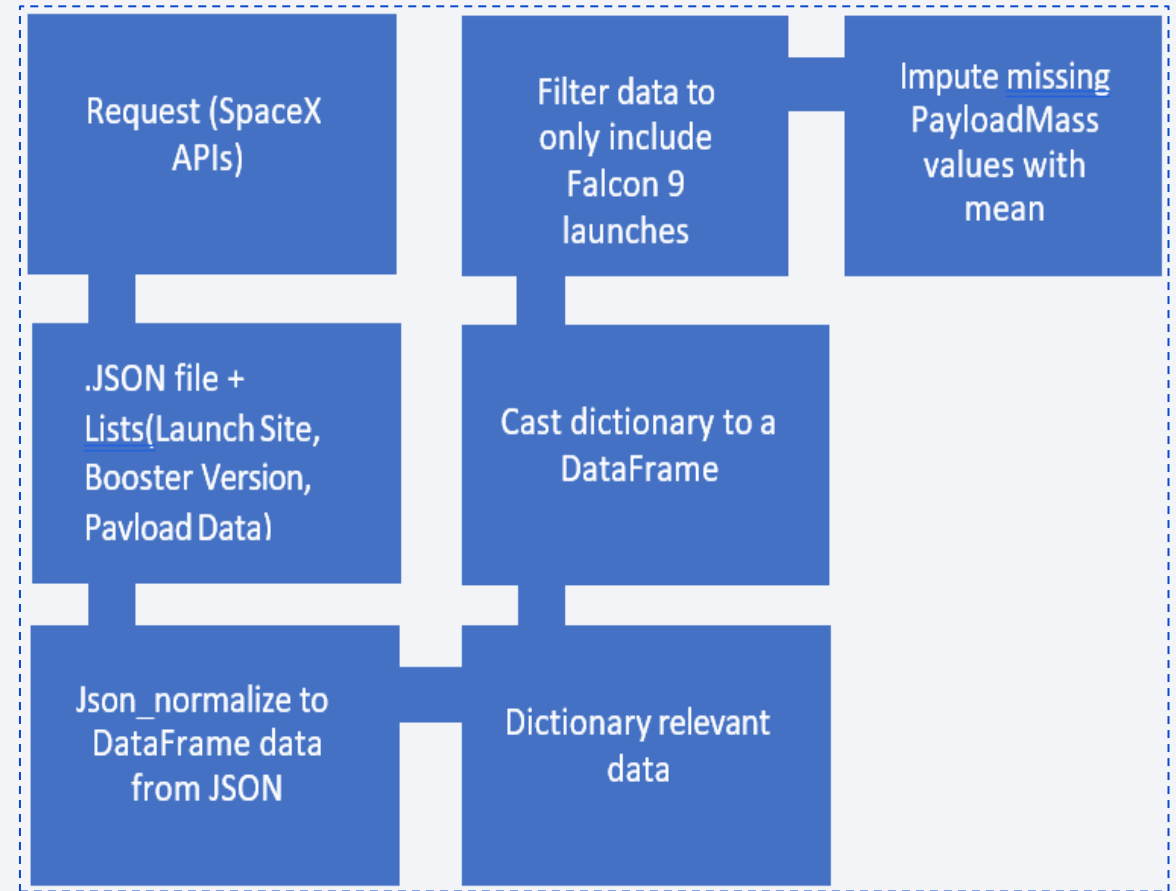 Request (SpaceX
APIs)
.JSON file +
Lists(Launch Site,
Booster Version,
Payload Data)
Json_normalize to
DataFrame data
from JSON
Dictionary relevant
data
Cast dictionary to a
DataFrame
Filter data to
only include
Falcon 9
launches
Impute missing
PayloadMass
values with
mean